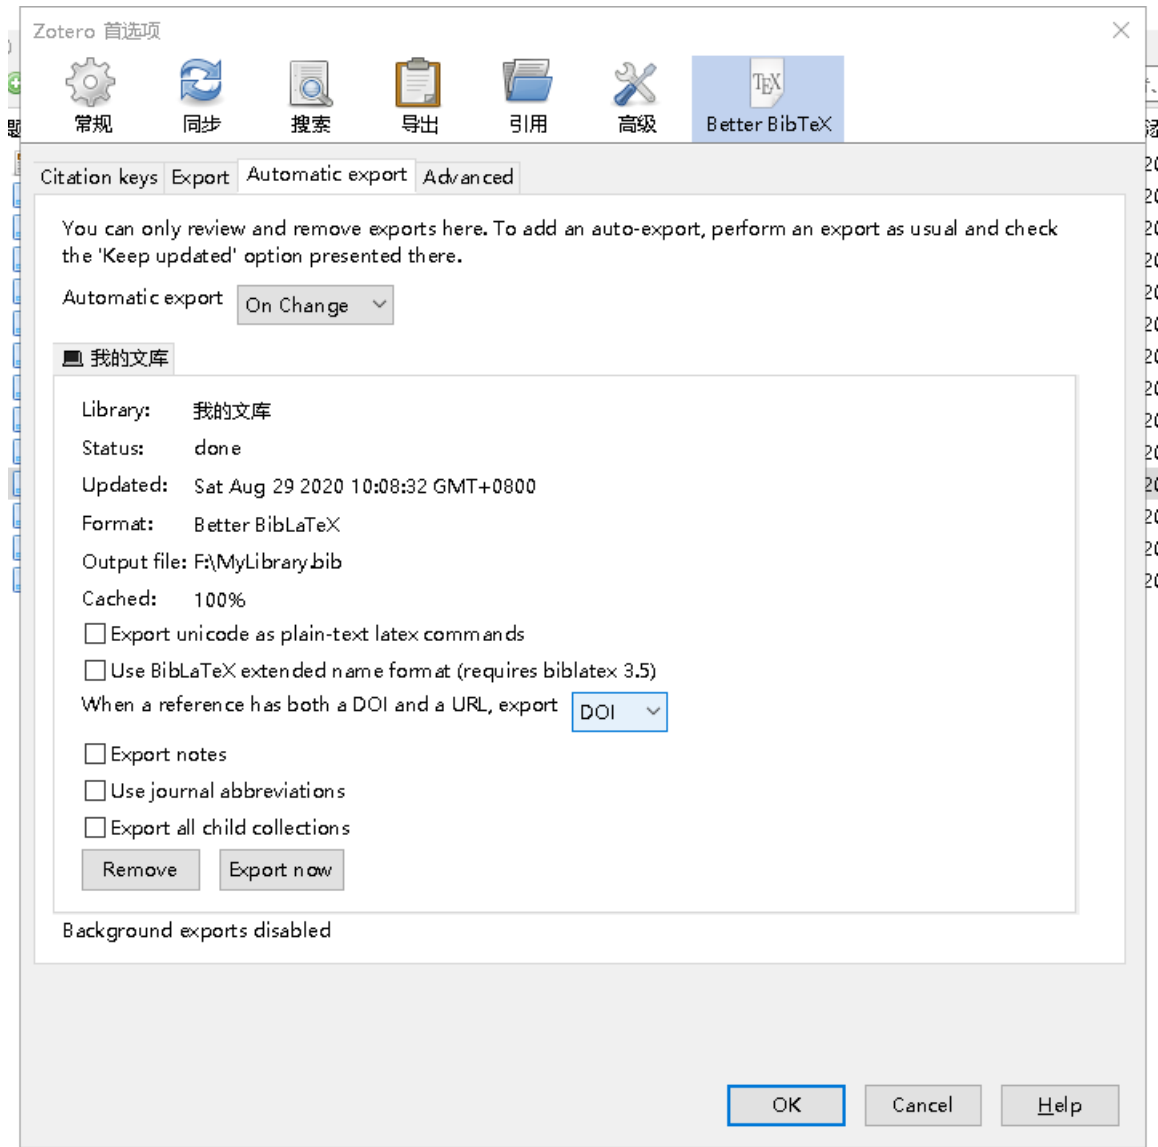 Zotero 首选项
常规 同步 搜索 导出 引用 高级 Better BibTeX
Citation keys Export Automatic export Advanced
You can only review and remove exports here. To add an auto-export, perform an export as usual and check
the 'Keep updated' option presented there.
Automatic export On Change
我的文库
Library: 我的文库
Status: done
Updated: Sat Aug 29 2020 10:08:32 GMT+0800
Format: Better BibLaTeX
Output file: F:\MyLibrary.bib
Cached: 100%
Export unicode as plain-text latex commands
Use BibLaTeX extended name format (requires biblatex 3.5)
When a reference has both a DOI and a URL, export DOI
Export notes
Use journal abbreviations
Export all child collections
Remove Export now
Background exports disabled
OK Cancel Help